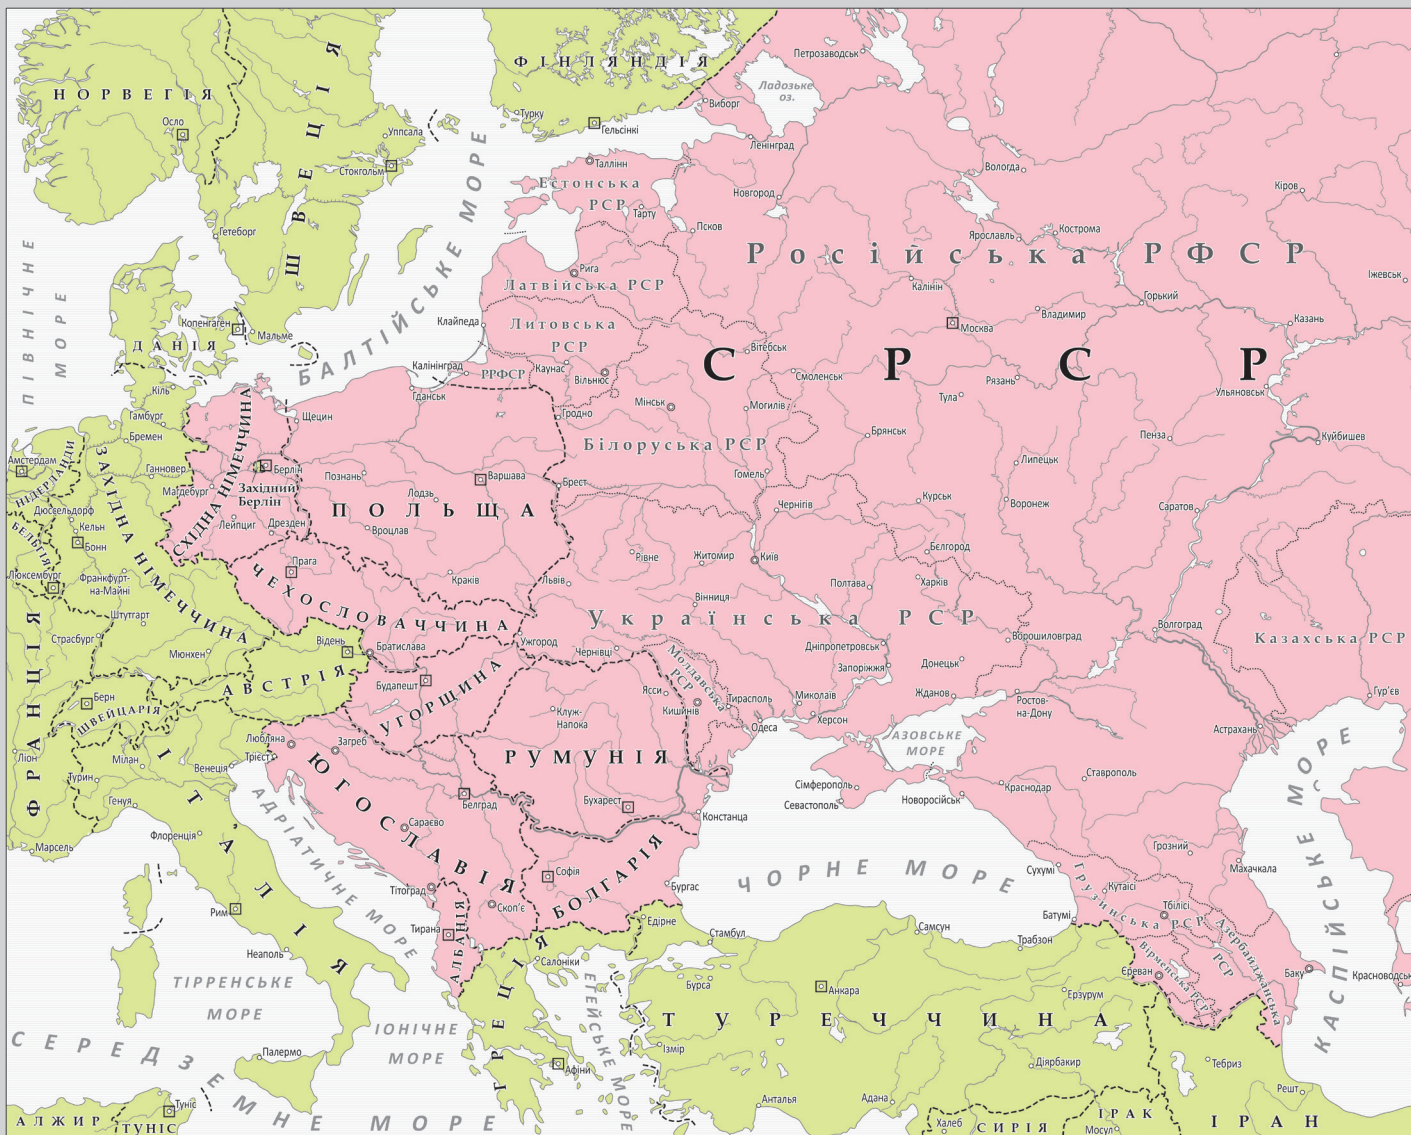 НОРВЕГІЯ
Осло
ШВЕЦІЯ
Уппсала
Стокгольм
Гетеборг
Мальме
ФІНЛЯНДІЯ
Турку
Гельсінкі
Петрозаводськ
Ладозьке
оз.
Виборг
Ленінград
Вологда
Кіров
Новгород
Псков
Таллінн
Естонська
РСР
Тарту
БАЛТІЙСЬКЕ МОРЕ
ПІВНІЧНЕ
МОРЕ
Російська РФСР
Ярославль
Кострома
Іжевськ
Калінін
Горький
Москва
Владимир
Казань
Рига
Латвійська РСР
Литовська
РСР
Клайпеда
Калінінград
РРФСР
Каунас
Вільнюс
Вітебськ
Смоленськ
СРСР
Рязань
Тула
Ульяновськ
Копенгаген
ДАНІЯ
Кіль
Гамбург
Бремен
Амстердам
НІДЕРЛАНДИ
Ганновер
Магдебург
ЗАХІДНА НІМЕЧЧИНА
СХІДНА НІМЕЧЧИНА
Берлін
Західний
Берлін
Лейпциг
Дрезден
Щецин
Гданськ
Познань
Варшава
Лодзь
ПОЛЬЩА
Вроцлав
Краків
Гродно
Мінськ
Могилів
Білоруська РСР
Гомель
Брест
Брянськ
Пенза
Куйбишев
Липецьк
Курськ
Воронеж
Саратов
Дюссельдорф
Кельн
Бонн
БЕЛЬГІЯ
Люксембург
Франкфурт-
на-Майні
Штутгарт
Страсбург
Мюнхен
Прага
ЧЕХОСЛОВАЧЧИНА
Відень
Братислава
АВСТРІЯ
Чернігів
Рівне
Житомир
Київ
Бєлгород
Харків
Полтава
Львів
Вінниця
Українська РСР
Ужгород
Чернівці
Дніпропетровськ
Запоріжжя
Донецьк
Ворошиловград
Волгоград
Казахська РСР
Молдавська
РСР
Ясси
Кишинів
Тирасполь
Миколаїв
Херсон
Одеса
Жданов
Ростов-
на-Дону
Гур'єв
Астрахань
АЗОВСЬКЕ
МОРЕ
Сімферополь
Севастополь
Новоросійськ
Краснодар
Ставрополь
ФРАНЦІЯ
Берн
ШВЕЙЦАРІЯ
Ліон
Турин
Мілан
Венеція
Генуя
Марсель
Флоренція
ІТАЛІЯ
Рим
Неаполь
Палермо
Трієст
Любляна
Загреб
Будапешт
УГОРЩИНА
Клуж-
Напока
РУМУНІЯ
Бухарест
Констанца
Белград
Сараєво
ЮГОСЛАВІЯ
Тітоград
Скоп'є
Тирана
АЛБАНІЯ
Софія
БОЛГАРІЯ
Бургас
АДРІАТИЧНЕ МОРЕ
ЧОРНЕ МОРЕ
КАСПІЙСЬКЕ МОРЕ
Грозний
Махачкала
Сухумі
Кутаїсі
Тбілісі
Грузинська РСР
Батумі
Вірменська РСР
Єреван
Азербайджанська
РСР
Баку
Красноводськ
Едірне
Стамбул
Бурса
Самсун
Трабзон
Анкара
Ерзурум
ТУРЕЧЧИНА
Ізмір
Діярбакир
Анталья
Адана
Салоніки
ГРЕЦІЯ
Афіни
ЕГЕЙСЬКЕ МОРЕ
ІОНІЧНЕ
МОРЕ
ТІРРЕНСЬКЕ
МОРЕ
СЕРЕДЗЕМНЕ МОРЕ
АЛЖИР
ТУНІС
Туніс
Халеб
СИРІЯ
ІРАК
Мосул
Тебриз
Решт
ІРАН